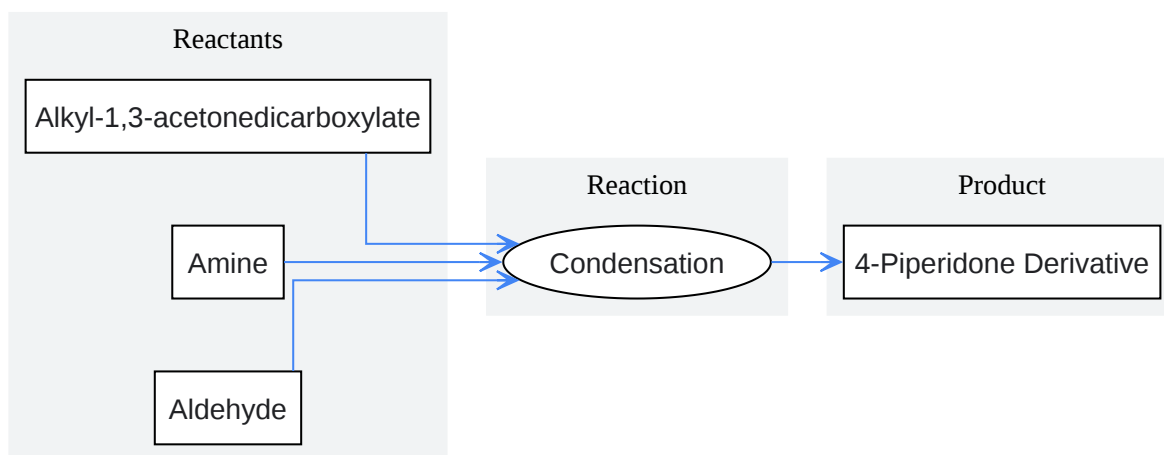 Reactants
Alkyl-1,3-acetonedicarboxylate
Amine
Aldehyde
Reaction
Condensation
Product
4-Piperidone Derivative